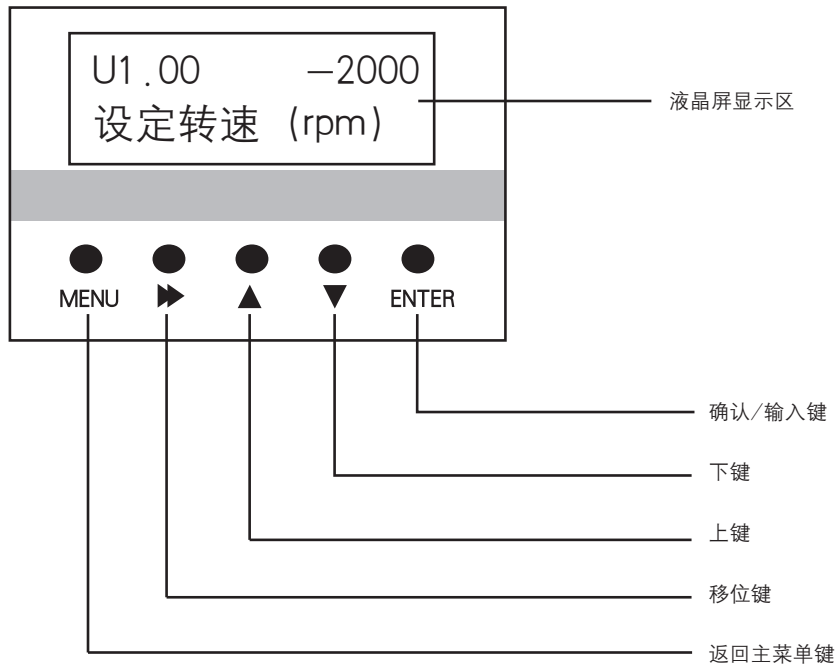 U1.00 －2000
设定转速 (rpm)
液晶屏显示区
MENU ▶▶ ▲ ▼ ENTER
确认/输入键
下键
上键
移位键
返回主菜单键